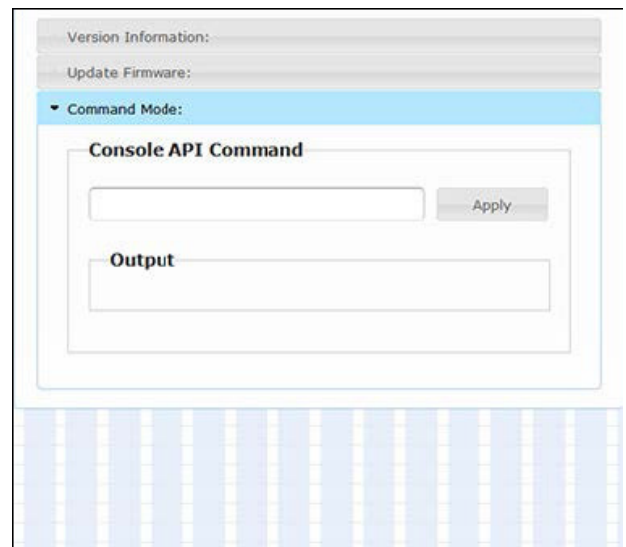 Version Information:
Update Firmware:
Command Mode:
Console API Command
Apply
Output